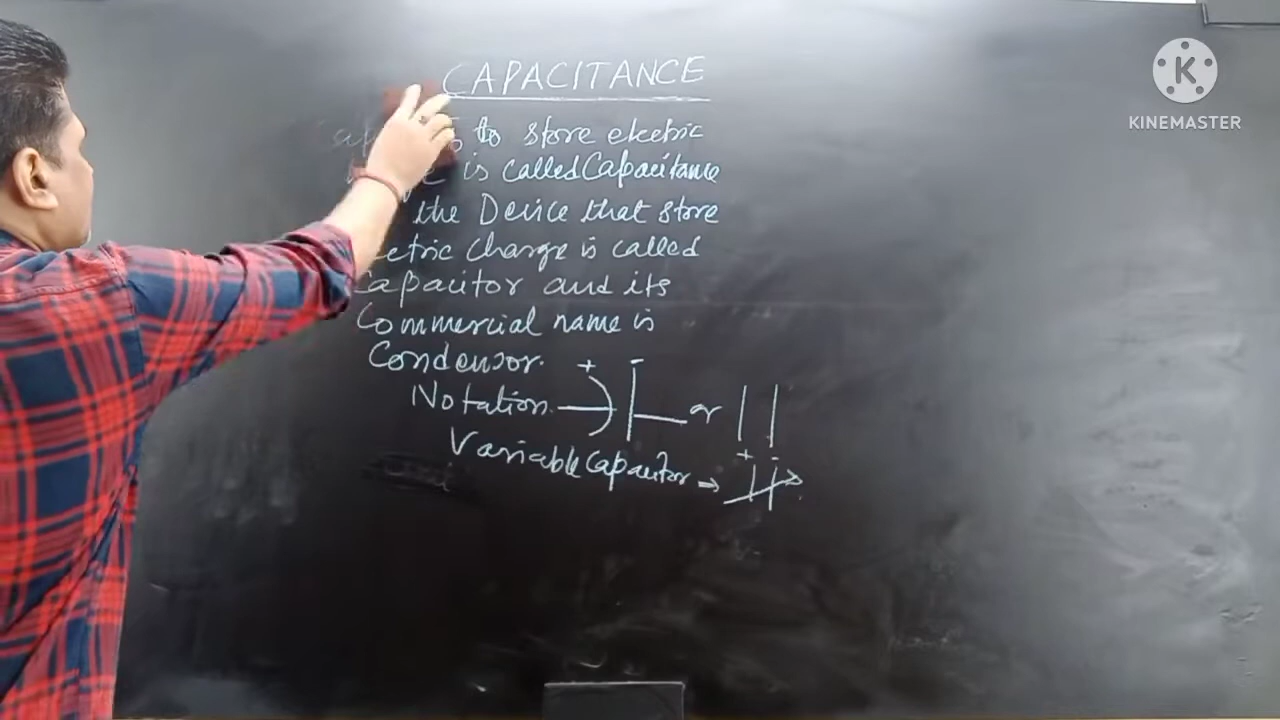 CAPACITANCE
to store electric
is called Capacitance
the Device that store
etric Charge is called
Capacitor and its
Commercial name is
Condensor.
Notation. + - or
+ -
Variable Capacitor →
K
KINEMASTER